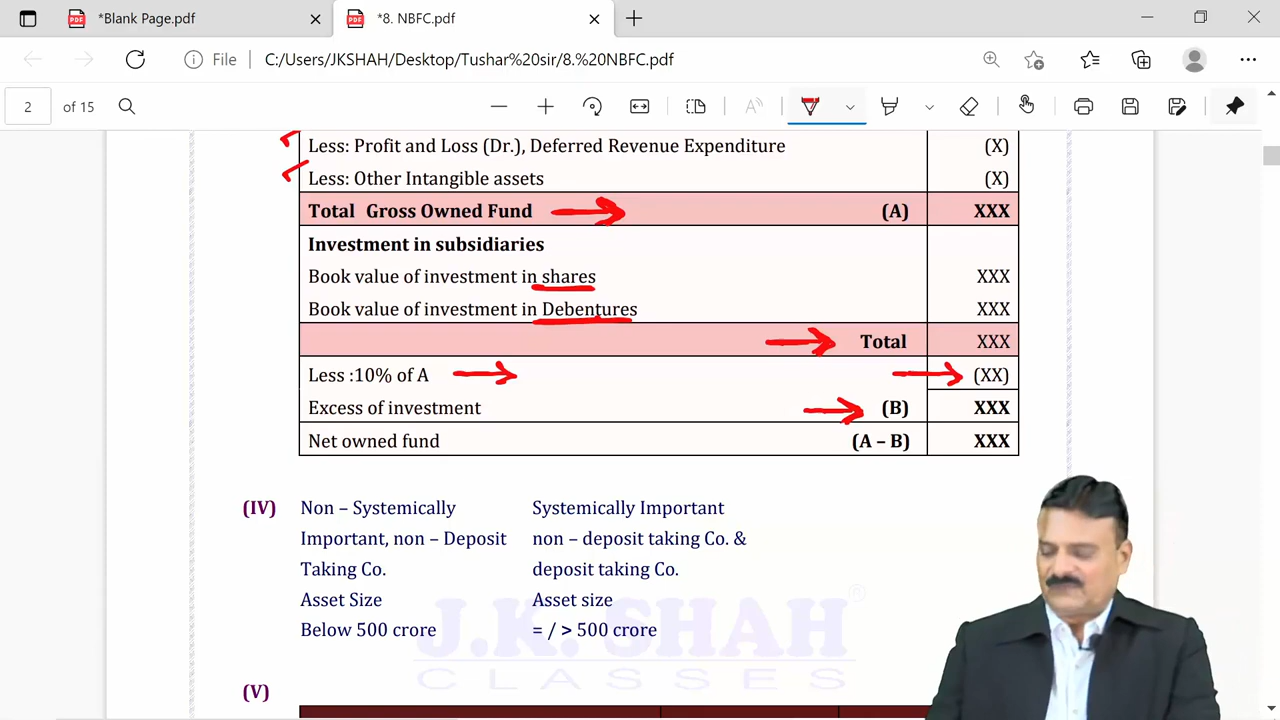 *Blank Page.pdf
*8. NBFC.pdf
File C:/Users/JKSHAH/Desktop/Tushar%20sir/8.%20NBFC.pdf
2 of 15
Less: Profit and Loss (Dr.), Deferred Revenue Expenditure (X)
Less: Other Intangible assets (X)
Total Gross Owned Fund (A) XXX
Investment in subsidiaries
Book value of investment in shares XXX
Book value of investment in Debentures XXX
Total XXX
Less :10% of A (XX)
Excess of investment (B) XXX
Net owned fund (A – B) XXX
(IV) Non – Systemically Systemically Important
Important, non – Deposit non – deposit taking Co. &
Taking Co. deposit taking Co.
Asset Size Asset size
Below 500 crore = / > 500 crore
J.K. SHAH ®
CLASSES
(V)